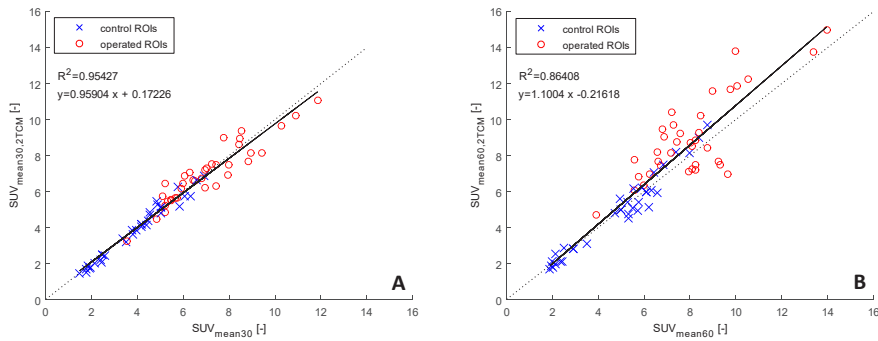 16
14
12
10
8
6
4
2
0
SUVmean30,2TCM [-]
control ROIs
operated ROIs
R²=0.95427
y=0.95904 x + 0.17226
A
0 2 4 6 8 10 12 14 16
SUVmean30 [-]
16
14
12
10
8
6
4
2
0
SUVmean60,2TCM [-]
control ROIs
operated ROIs
R²=0.86408
y=1.1004 x -0.21618
B
0 2 4 6 8 10 12 14 16
SUVmean60 [-]